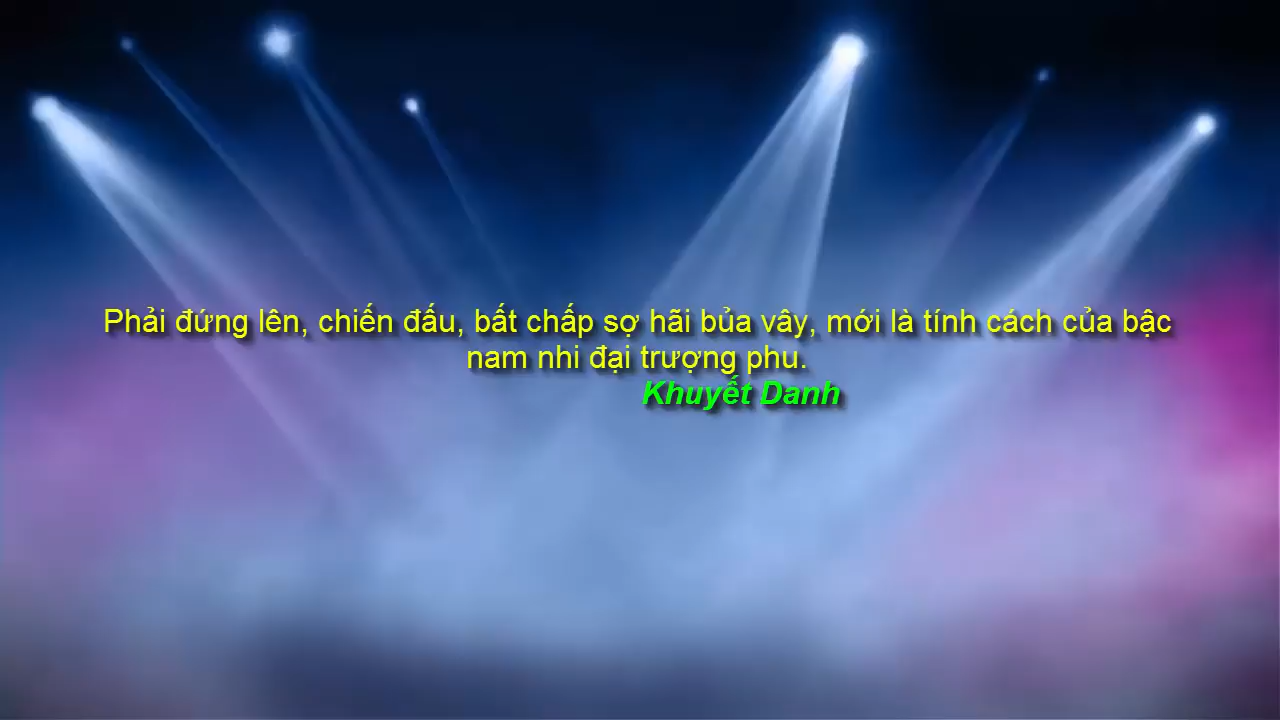 Phải đứng lên, chiến đấu, bất chấp sợ hãi bủa vây, mới là tính cách của bậc
nam nhi đại trượng phu.
Khuyết Danh